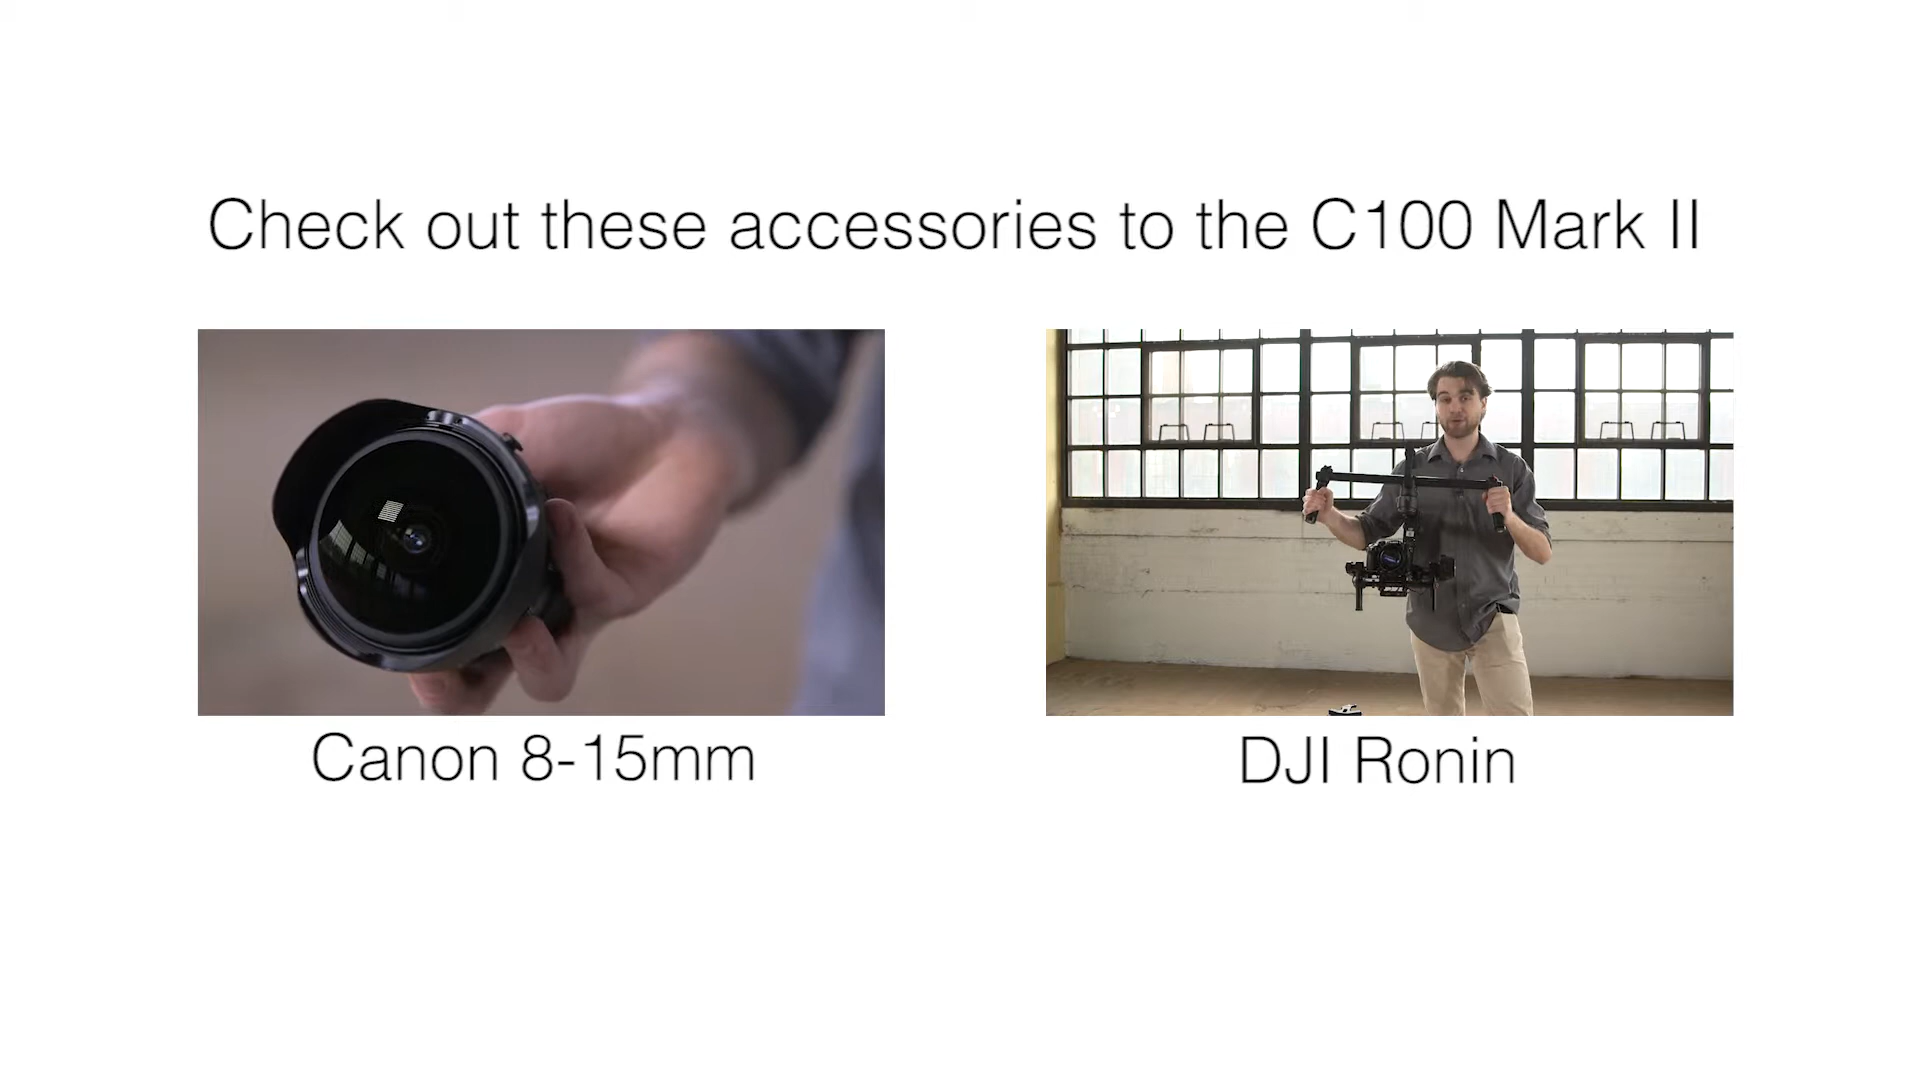 Check out these accessories to the C100 Mark II
Canon 8-15mm
DJI Ronin